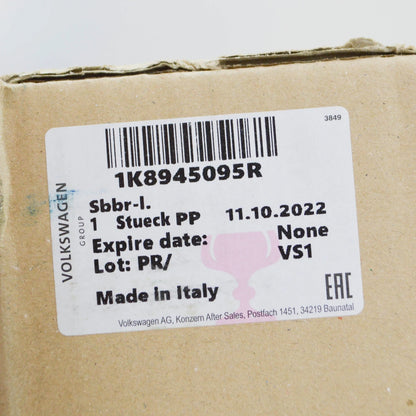 3849
1K8945095R
Sbbr-l.
1 Stueck PP 11.10.2022
Expire date: None
Lot: PR/ VS1
Made in Italy
EAC
Volkswagen AG, Konzern After Sales, Postfach 1451, 34219 Baunatal
VOLKSWAGEN
GROUP